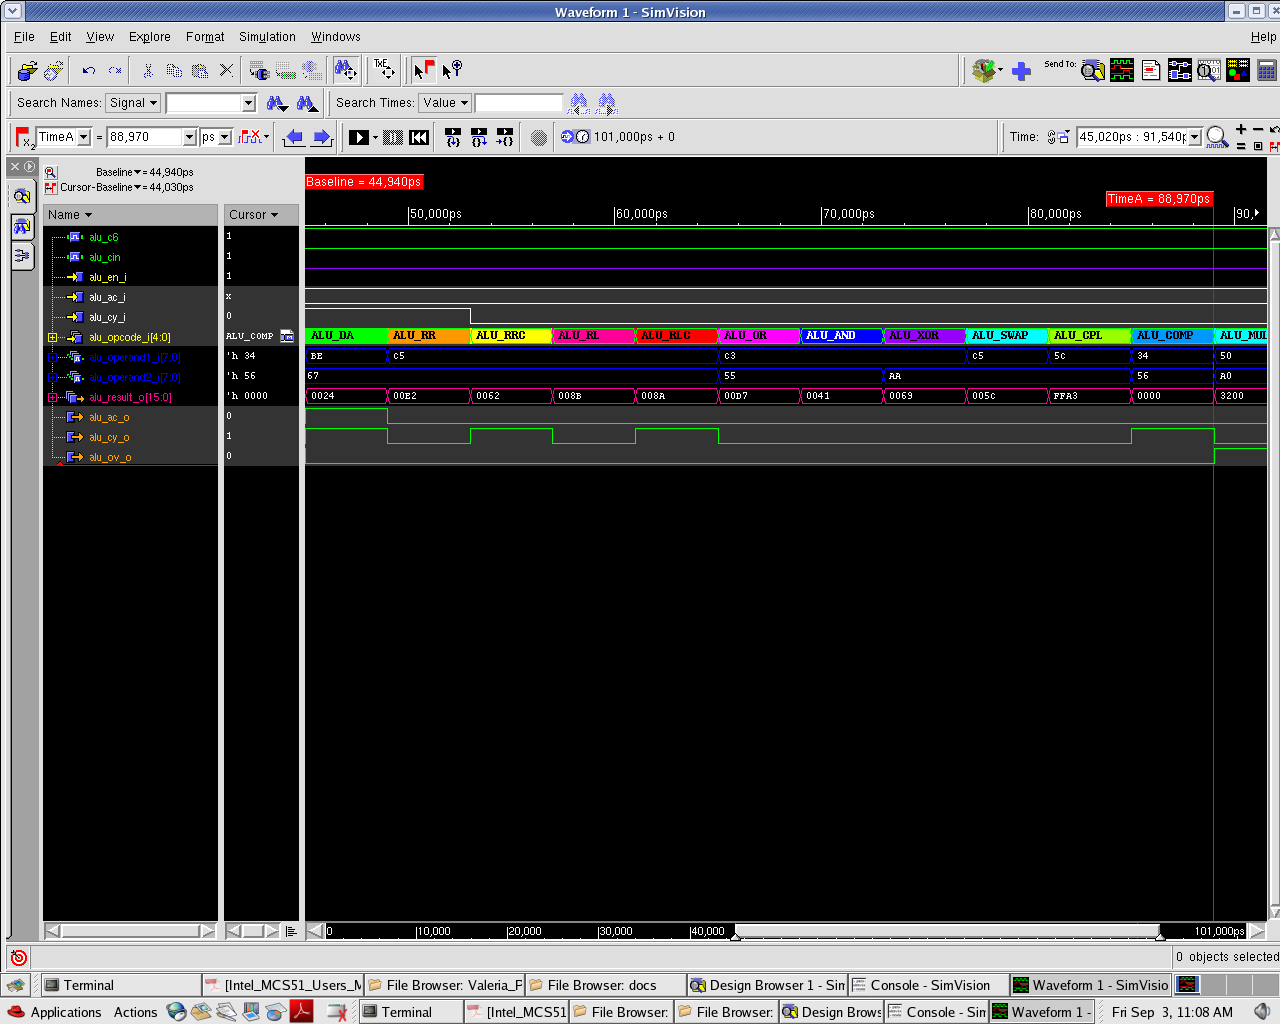 Waveform 1 - SimVision
File Edit View Explore Format Simulation Windows Help
TxE Send To:
Search Names: Signal Search Times: Value
TimeA = 88,970 ps 101,000ps + 0 Time: 45,020ps : 91,540p
Baseline = 44,940ps
Cursor-Baseline = 44,030ps
Baseline = 44,940ps
TimeA = 88,970ps
Name Cursor 50,000ps 60,000ps 70,000ps 80,000ps 90,
alu_c6 1
alu_cin 1
alu_en_i 1
alu_ac_i x
alu_cy_i 0
alu_opcode_i[4:0] ALU_COMP ALU_DA ALU_RR ALU_RRC ALU_RL ALU_RLC ALU_OR ALU_AND ALU_XOR ALU_SWAP ALU_CPL ALU_COMP ALU_MUL
alu_operand1_i[7:0] 'h 34 BE C5 C3 C5 5C 34 50
alu_operand2_i[7:0] 'h 56 67 55 AA 56 A0
alu_result_o[15:0] 'h 0000 0024 00E2 0062 008B 008A 00D7 0041 0069 005C FFA3 0000 3200
alu_ac_o 0
alu_cy_o 1
alu_ov_o 0
0 10,000 20,000 30,000 40,000 101,000ps
0 objects selected
Terminal [Intel_MCS51_Users_M File Browser: Valeria_F File Browser: docs Design Browser 1 - Sim Console - SimVision Waveform 1 - SimVisio
Applications Actions Terminal [Intel_MCS51 File Browser: File Browser: Design Brows Console - Sim Waveform 1 - Fri Sep 3, 11:08 AM